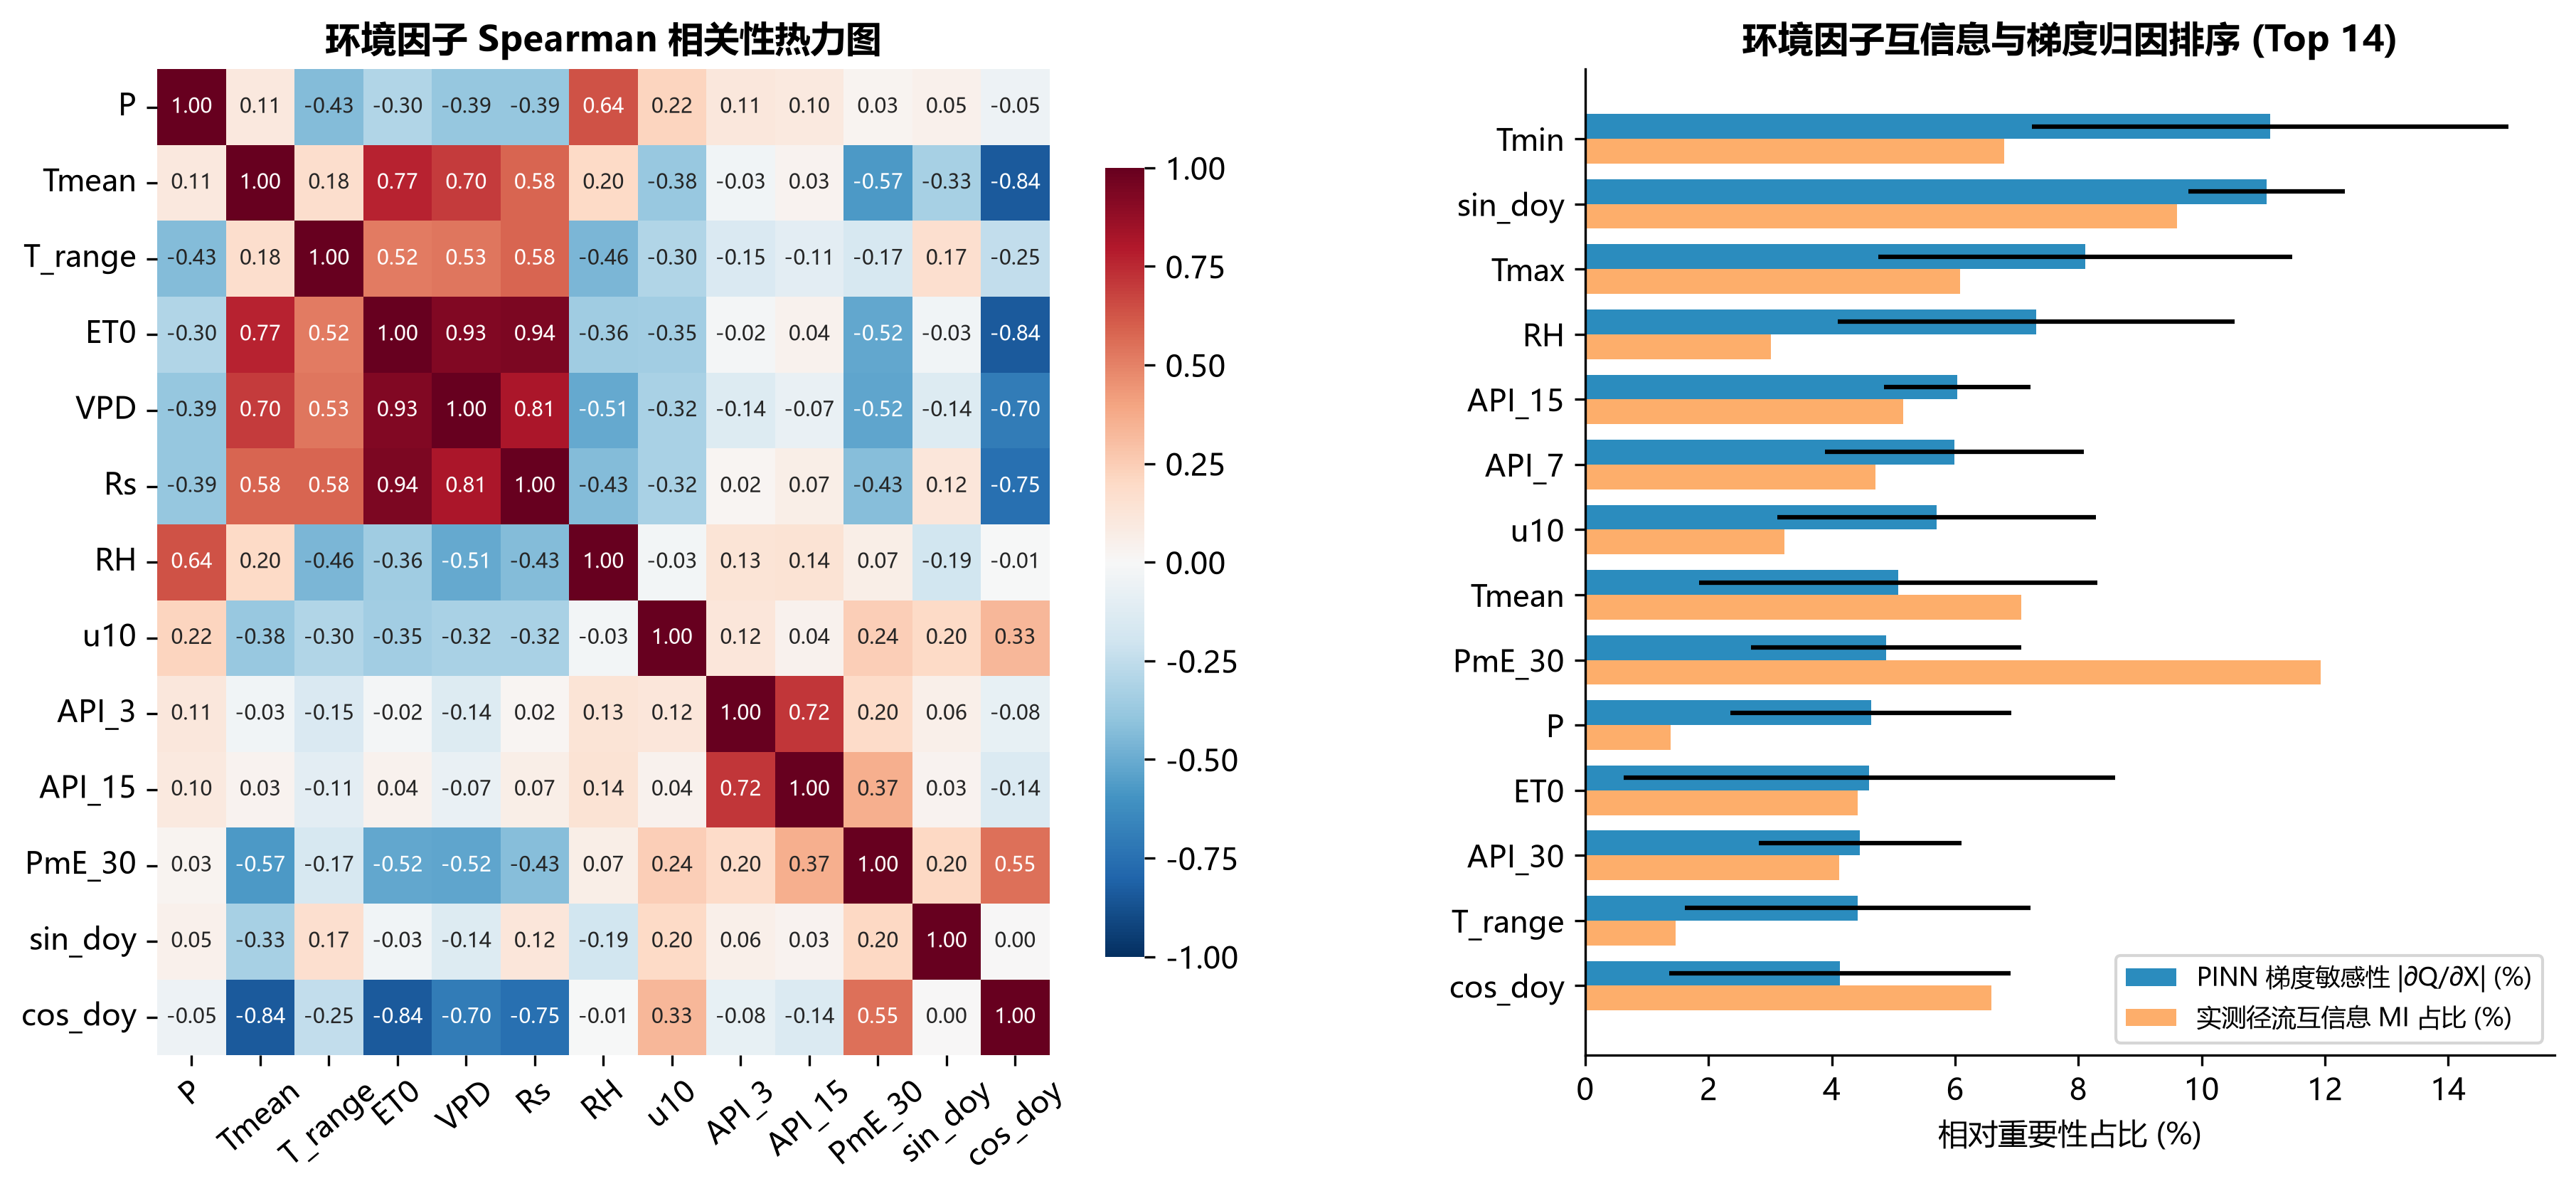 环境因子 Spearman 相关性热力图
P 1.00 0.11 -0.43 -0.30 -0.39 -0.39 0.64 0.22 0.11 0.10 0.03 0.05 -0.05
Tmean 0.11 1.00 0.18 0.77 0.70 0.58 0.20 -0.38 -0.03 0.03 -0.57 -0.33 -0.84
T_range -0.43 0.18 1.00 0.52 0.53 0.58 -0.46 -0.30 -0.15 -0.11 -0.17 0.17 -0.25
ET0 -0.30 0.77 0.52 1.00 0.93 0.94 -0.36 -0.35 -0.02 0.04 -0.52 -0.03 -0.84
VPD -0.39 0.70 0.53 0.93 1.00 0.81 -0.51 -0.32 -0.14 -0.07 -0.52 -0.14 -0.70
Rs -0.39 0.58 0.58 0.94 0.81 1.00 -0.43 -0.32 0.02 0.07 -0.43 0.12 -0.75
RH 0.64 0.20 -0.46 -0.36 -0.51 -0.43 1.00 -0.03 0.13 0.14 0.07 -0.19 -0.01
u10 0.22 -0.38 -0.30 -0.35 -0.32 -0.32 -0.03 1.00 0.12 0.04 0.24 0.20 0.33
API_3 0.11 -0.03 -0.15 -0.02 -0.14 0.02 0.13 0.12 1.00 0.72 0.20 0.06 -0.08
API_15 0.10 0.03 -0.11 0.04 -0.07 0.07 0.14 0.04 0.72 1.00 0.37 0.03 -0.14
PmE_30 0.03 -0.57 -0.17 -0.52 -0.52 -0.43 0.07 0.24 0.20 0.37 1.00 0.20 0.55
sin_doy 0.05 -0.33 0.17 -0.03 -0.14 0.12 -0.19 0.20 0.06 0.03 0.20 1.00 0.00
cos_doy -0.05 -0.84 -0.25 -0.84 -0.70 -0.75 -0.01 0.33 -0.08 -0.14 0.55 0.00 1.00
P Tmean T_range ET0 VPD Rs RH u10 API_3 API_15 PmE_30 sin_doy cos_doy
1.00
0.75
0.50
0.25
0.00
-0.25
-0.50
-0.75
-1.00
环境因子互信息与梯度归因排序 (Top 14)
Tmin
sin_doy
Tmax
RH
API_15
API_7
u10
Tmean
PmE_30
P
ET0
API_30
T_range
cos_doy
PINN 梯度敏感性 |∂Q/∂X| (%)
实测径流互信息 MI 占比 (%)
0 2 4 6 8 10 12 14
相对重要性占比 (%)